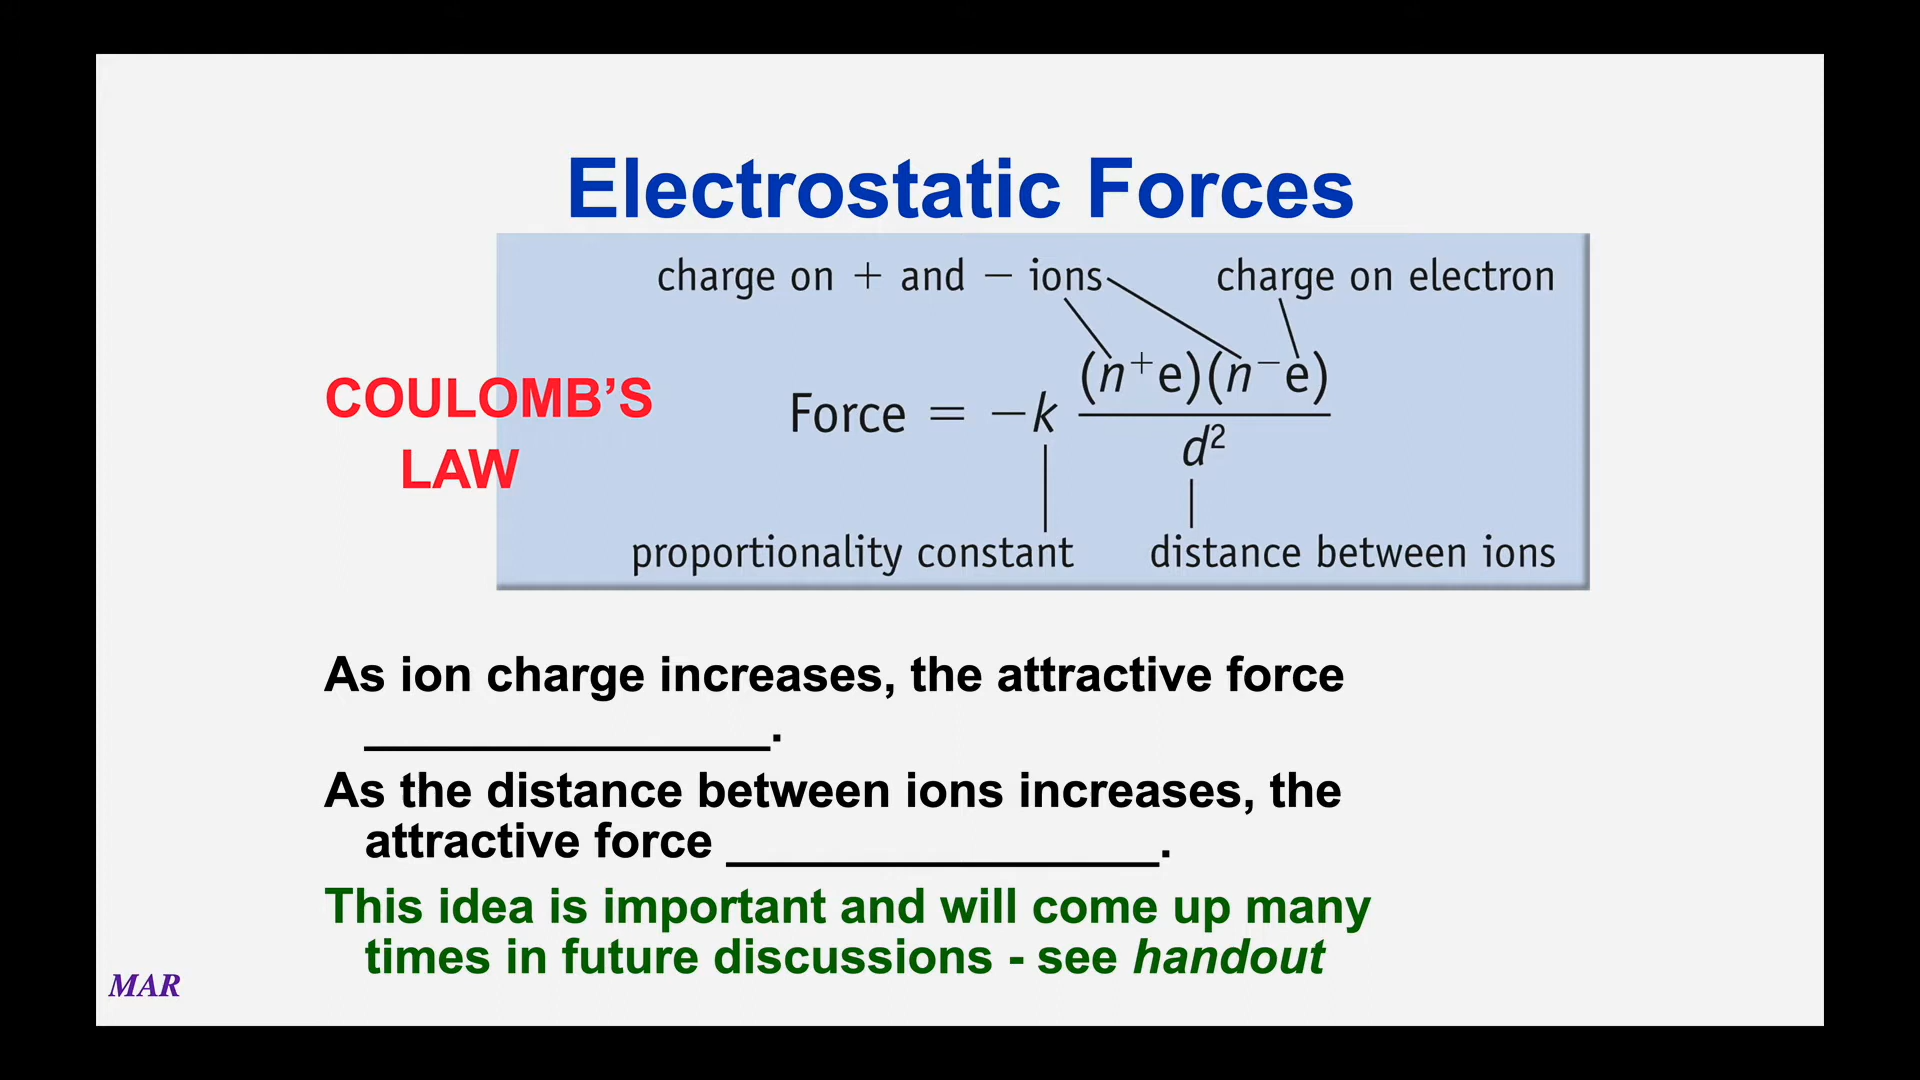 Electrostatic Forces
charge on + and − ions charge on electron
COULOMB’S
LAW
Force = −k (n⁺e)(n⁻e)
d²
proportionality constant distance between ions
As ion charge increases, the attractive force
_______________.
As the distance between ions increases, the
attractive force ________________.
This idea is important and will come up many
times in future discussions - see handout
MAR